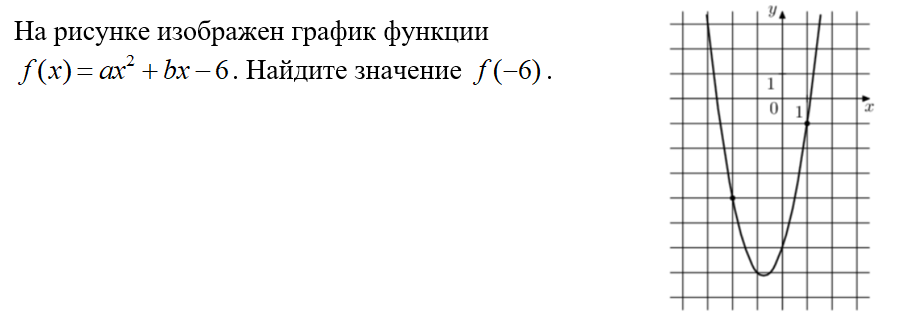 На рисунке изображен график функции
f(x) = ax² + bx − 6. Найдите значение f(−6).
y
1
0 1 x